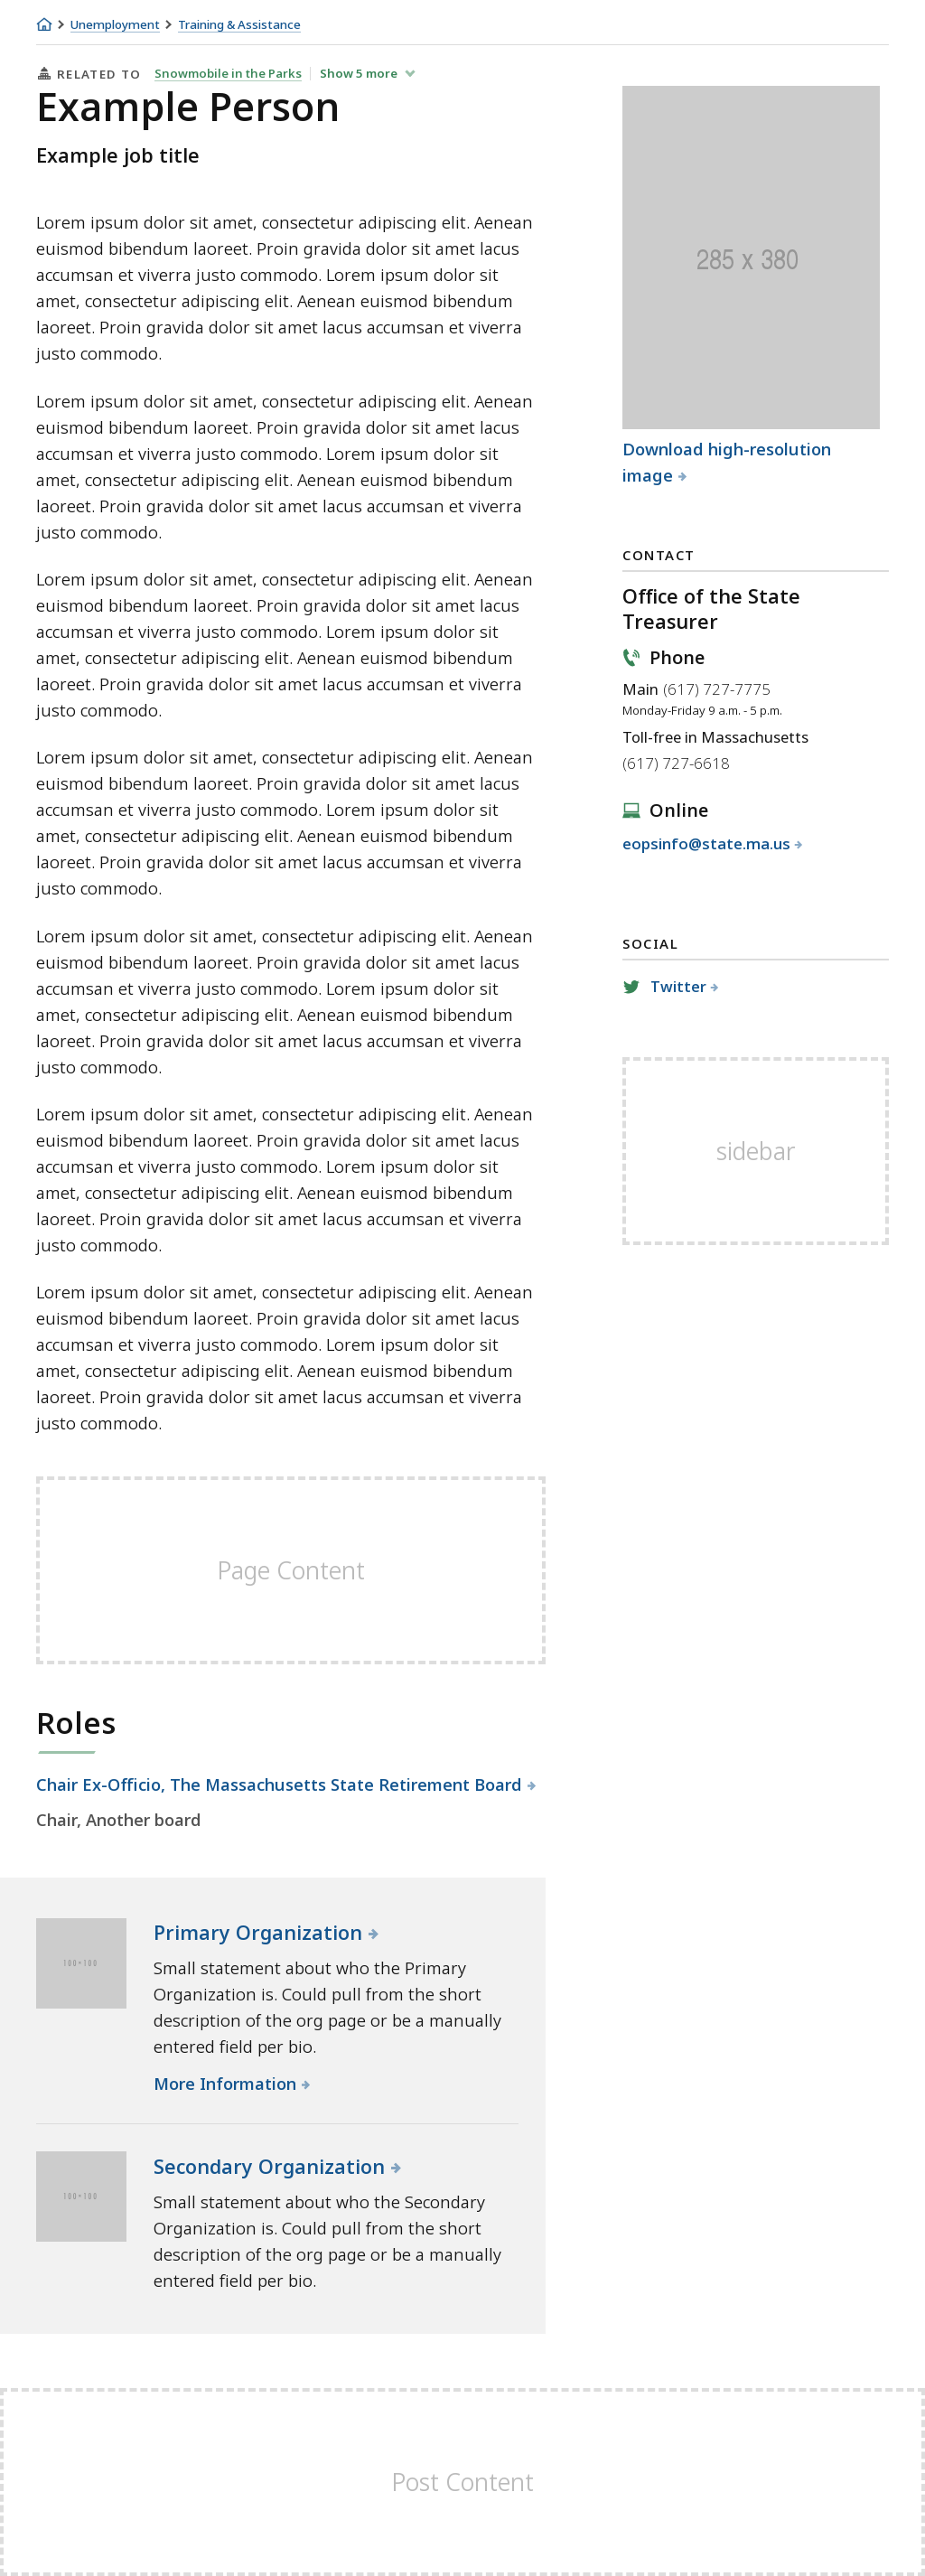 Unemployment Training & Assistance
RELATED TO Snowmobile in the Parks Show 5 more
Example Person
Example job title
Lorem ipsum dolor sit amet, consectetur adipiscing elit. Aenean
euismod bibendum laoreet. Proin gravida dolor sit amet lacus
accumsan et viverra justo commodo. Lorem ipsum dolor sit
amet, consectetur adipiscing elit. Aenean euismod bibendum
laoreet. Proin gravida dolor sit amet lacus accumsan et viverra
justo commodo.
Lorem ipsum dolor sit amet, consectetur adipiscing elit. Aenean
euismod bibendum laoreet. Proin gravida dolor sit amet lacus
accumsan et viverra justo commodo. Lorem ipsum dolor sit
amet, consectetur adipiscing elit. Aenean euismod bibendum
laoreet. Proin gravida dolor sit amet lacus accumsan et viverra
justo commodo.
Lorem ipsum dolor sit amet, consectetur adipiscing elit. Aenean
euismod bibendum laoreet. Proin gravida dolor sit amet lacus
accumsan et viverra justo commodo. Lorem ipsum dolor sit
amet, consectetur adipiscing elit. Aenean euismod bibendum
laoreet. Proin gravida dolor sit amet lacus accumsan et viverra
justo commodo.
Lorem ipsum dolor sit amet, consectetur adipiscing elit. Aenean
euismod bibendum laoreet. Proin gravida dolor sit amet lacus
accumsan et viverra justo commodo. Lorem ipsum dolor sit
amet, consectetur adipiscing elit. Aenean euismod bibendum
laoreet. Proin gravida dolor sit amet lacus accumsan et viverra
justo commodo.
Lorem ipsum dolor sit amet, consectetur adipiscing elit. Aenean
euismod bibendum laoreet. Proin gravida dolor sit amet lacus
accumsan et viverra justo commodo. Lorem ipsum dolor sit
amet, consectetur adipiscing elit. Aenean euismod bibendum
laoreet. Proin gravida dolor sit amet lacus accumsan et viverra
justo commodo.
Lorem ipsum dolor sit amet, consectetur adipiscing elit. Aenean
euismod bibendum laoreet. Proin gravida dolor sit amet lacus
accumsan et viverra justo commodo. Lorem ipsum dolor sit
amet, consectetur adipiscing elit. Aenean euismod bibendum
laoreet. Proin gravida dolor sit amet lacus accumsan et viverra
justo commodo.
Lorem ipsum dolor sit amet, consectetur adipiscing elit. Aenean
euismod bibendum laoreet. Proin gravida dolor sit amet lacus
accumsan et viverra justo commodo. Lorem ipsum dolor sit
amet, consectetur adipiscing elit. Aenean euismod bibendum
laoreet. Proin gravida dolor sit amet lacus accumsan et viverra
justo commodo.
Page Content
Roles
Chair Ex-Officio, The Massachusetts State Retirement Board
Chair, Another board
100×100
Primary Organization
Small statement about who the Primary
Organization is. Could pull from the short
description of the org page or be a manually
entered field per bio.
More Information
100×100
Secondary Organization
Small statement about who the Secondary
Organization is. Could pull from the short
description of the org page or be a manually
entered field per bio.
285 x 380
Download high-resolution
image
CONTACT
Office of the State
Treasurer
Phone
Main (617) 727-7775
Monday-Friday 9 a.m. - 5 p.m.
Toll-free in Massachusetts
(617) 727-6618
Online
eopsinfo@state.ma.us
SOCIAL
Twitter
sidebar
Post Content